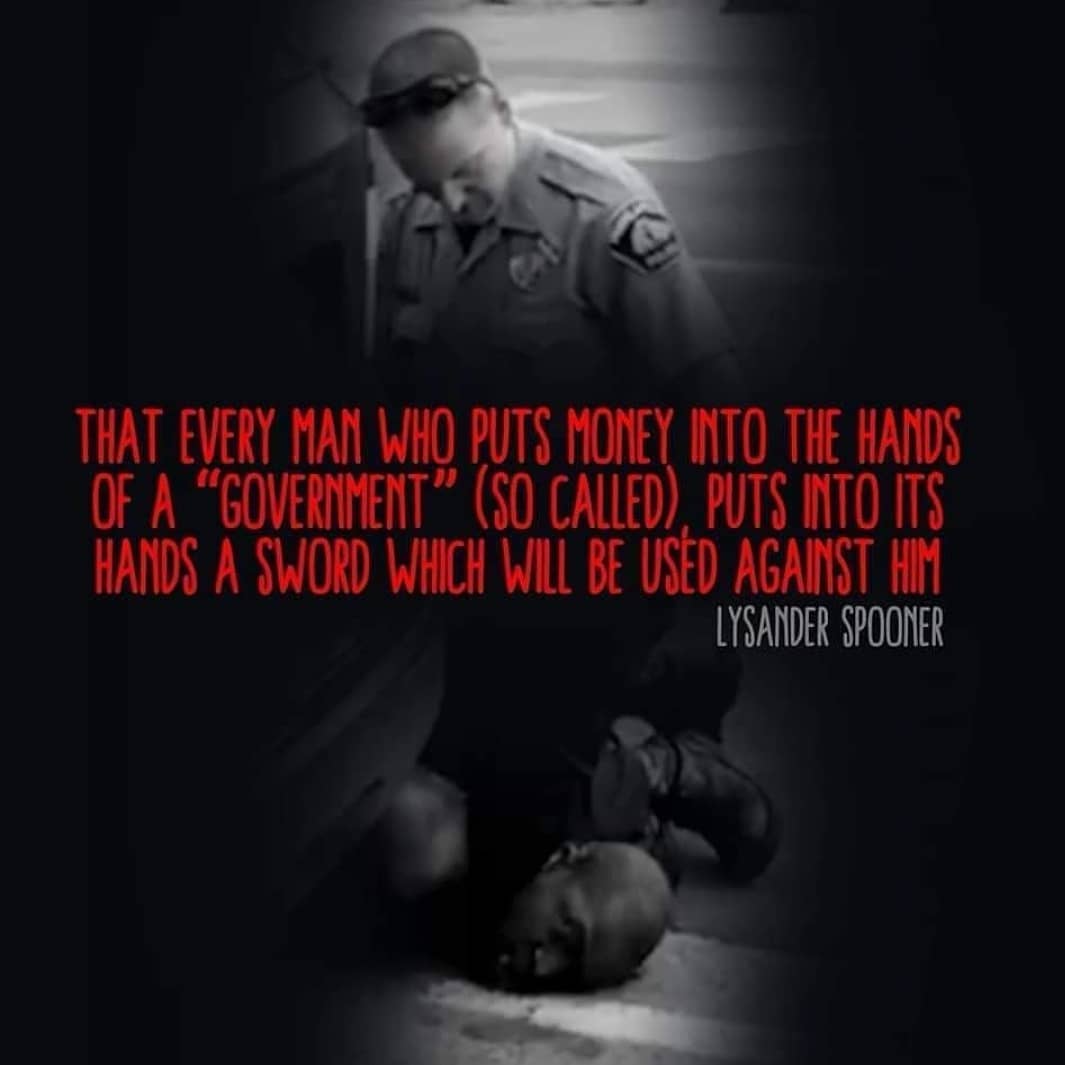 THAT EVERY MAN WHO PUTS MONEY INTO THE HANDS
OF A “GOVERNMENT” (SO CALLED), PUTS INTO ITS
HANDS A SWORD WHICH WILL BE USED AGAINST HIM
LYSANDER SPOONER